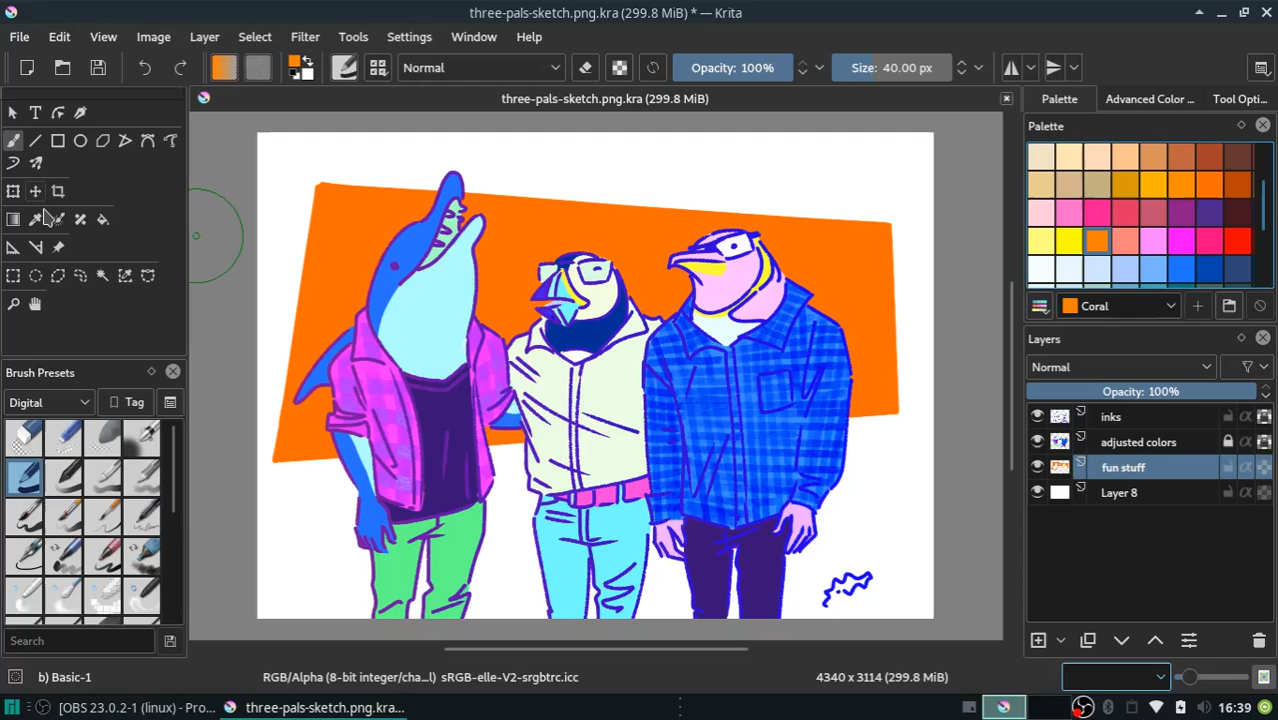 three-pals-sketch.png.kra (299.8 MiB) * — Krita
File Edit View Image Layer Select Filter Tools Settings Window Help
Normal Opacity: 100% Size: 40.00 px
three-pals-sketch.png.kra (299.8 MiB)
Palette Advanced Color ... Tool Opti...
Palette
Coral
Layers
Normal
Opacity: 100%
inks
adjusted colors
fun stuff
Layer 8
Brush Presets
Digital Tag
Search
b) Basic-1 RGB/Alpha (8-bit integer/cha...l) sRGB-elle-V2-srgbtrc.icc 4340 x 3114 (299.8 MiB)
[OBS 23.0.2-1 (linux) - Pro... three-pals-sketch.png.kra... 16:39